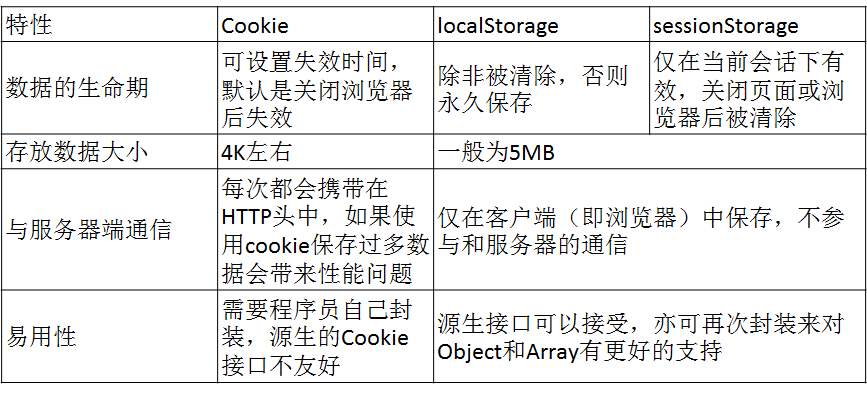 特性
Cookie
localStorage
sessionStorage
数据的生命期
可设置失效时间，
默认是关闭浏览器
后失效
除非被清除，否则
永久保存
仅在当前会话下有
效，关闭页面或浏
览器后被清除
存放数据大小
4K左右
一般为5MB
与服务器端通信
每次都会携带在
HTTP头中，如果使
用cookie保存过多数
据会带来性能问题
仅在客户端（即浏览器）中保存，不参
与和服务器的通信
易用性
需要程序员自己封
装，源生的Cookie
接口不友好
源生接口可以接受，亦可再次封装来对
Object和Array有更好的支持